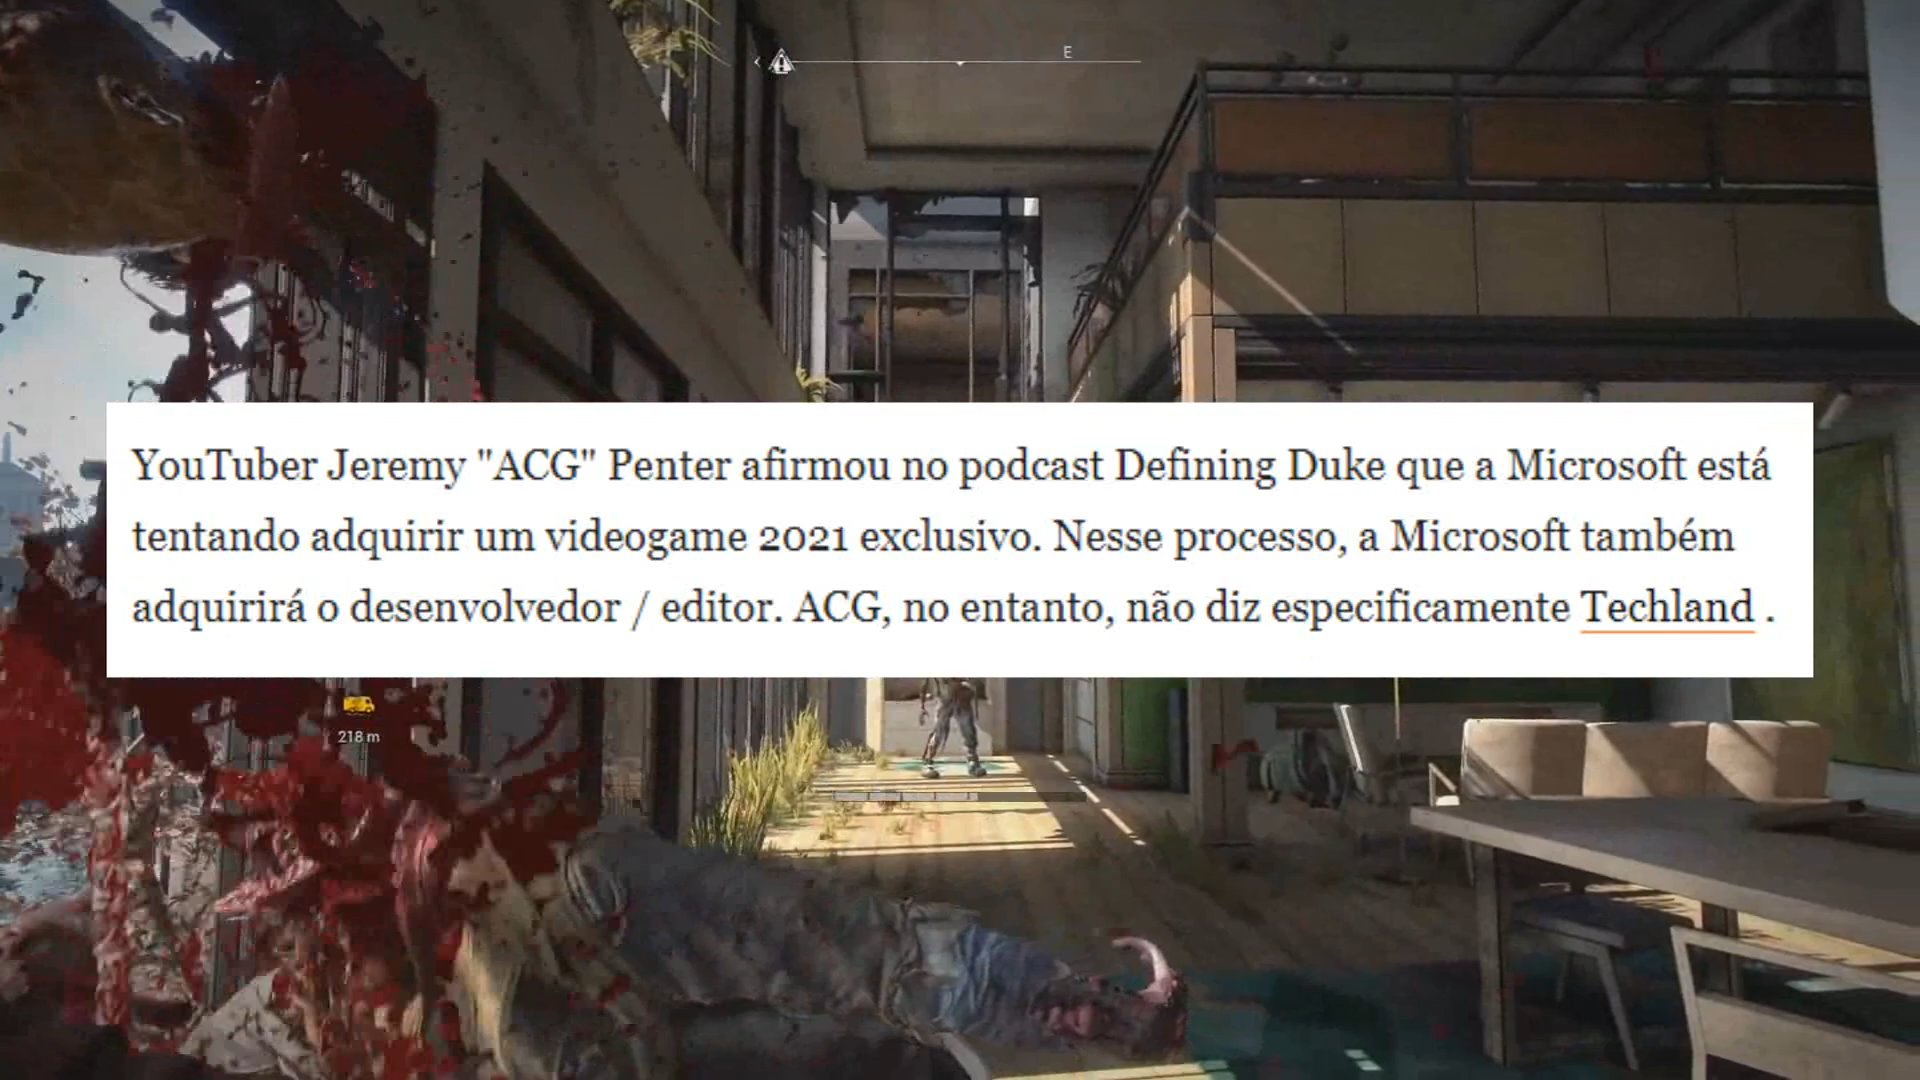 E
YouTuber Jeremy "ACG" Penter afirmou no podcast Defining Duke que a Microsoft está
tentando adquirir um videogame 2021 exclusivo. Nesse processo, a Microsoft também
adquirirá o desenvolvedor / editor. ACG, no entanto, não diz especificamente Techland .
218 m